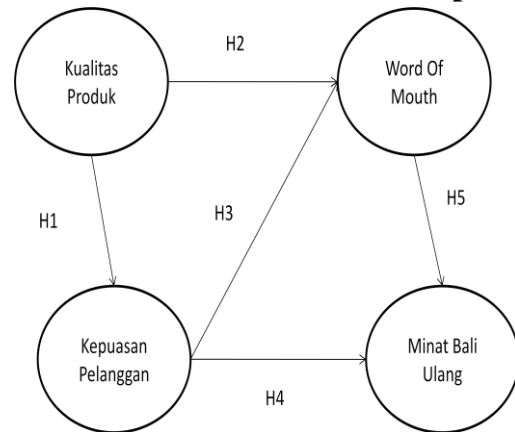 Kualitas
Produk
H2
Word Of
Mouth
H1
H3
H5
Kepuasan
Pelanggan
H4
Minat Bali
Ulang